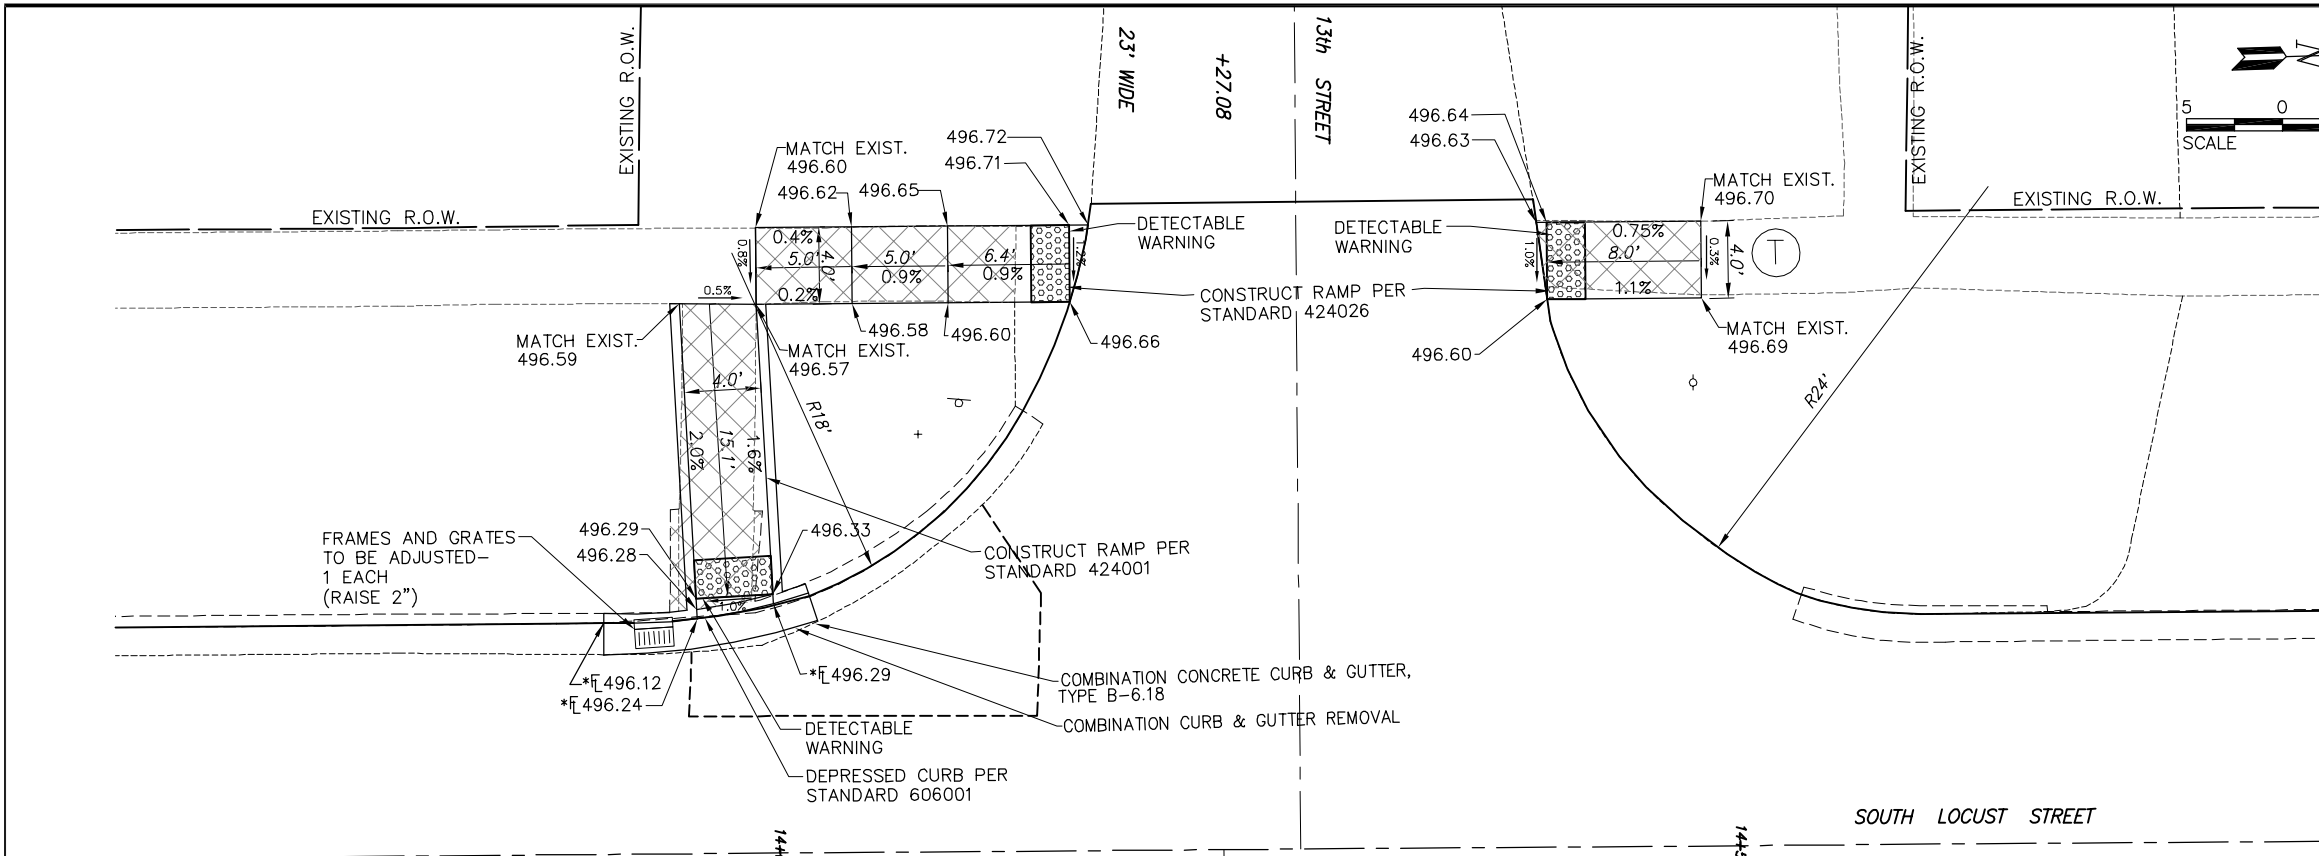 EXISTING R.O.W.
23' WIDE
+27.08
13th STREET
EXISTING R.O.W.
5 0
SCALE
EXISTING R.O.W.
EXISTING R.O.W.
MATCH EXIST.
496.60
496.62
496.65
496.72
496.71
DETECTABLE
WARNING
0.8%
0.4%
5.0'
0.2%
4.0'
5.0'
0.9%
6.4'
0.9%
1.2%
0.5%
MATCH EXIST.
496.59
MATCH EXIST.
496.57
496.58
496.60
496.66
CONSTRUCT RAMP PER
STANDARD 424026
496.64
496.63
DETECTABLE
WARNING
1.0%
0.75%
8.0'
1.1%
0.3%
4.0'
T
MATCH EXIST.
496.70
MATCH EXIST.
496.69
496.60
R18'
R24'
4.0'
2.0%
15.1'
1.6%
FRAMES AND GRATES
TO BE ADJUSTED-
1 EACH
(RAISE 2")
496.29
496.28
496.33
1.0%
CONSTRUCT RAMP PER
STANDARD 424001
*FL496.12
*FL496.24
*FL496.29
COMBINATION CONCRETE CURB & GUTTER,
TYPE B-6.18
COMBINATION CURB & GUTTER REMOVAL
DETECTABLE
WARNING
DEPRESSED CURB PER
STANDARD 606001
SOUTH LOCUST STREET